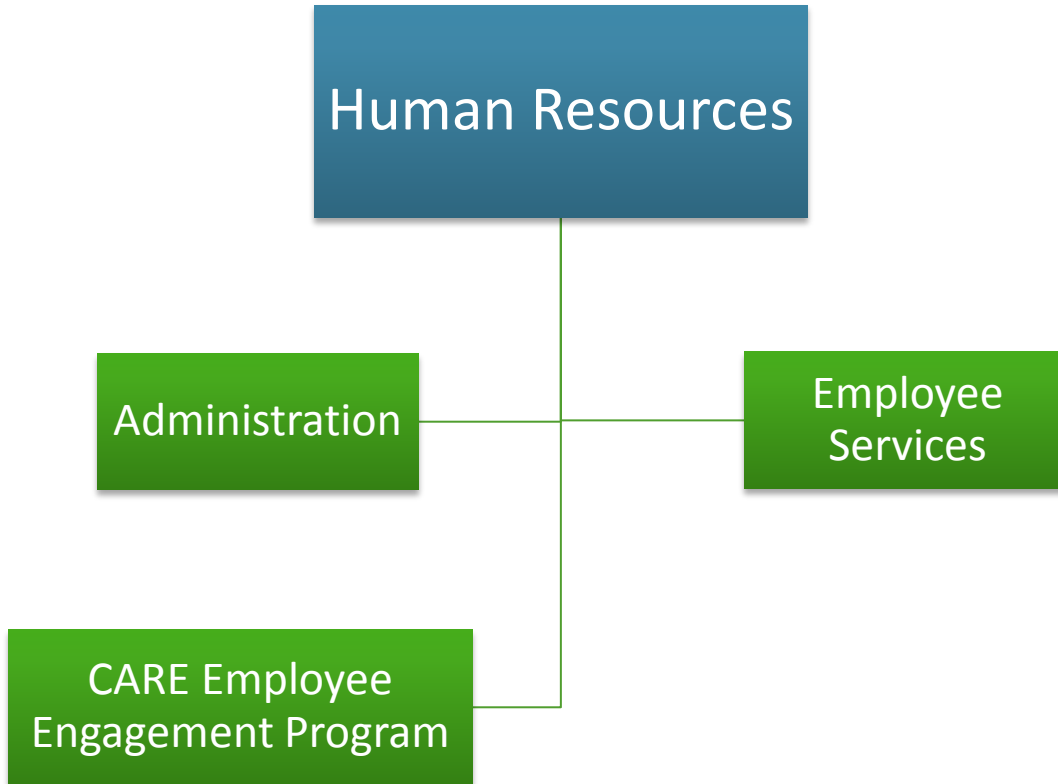 Human Resources
Administration
Employee
Services
CARE Employee
Engagement Program